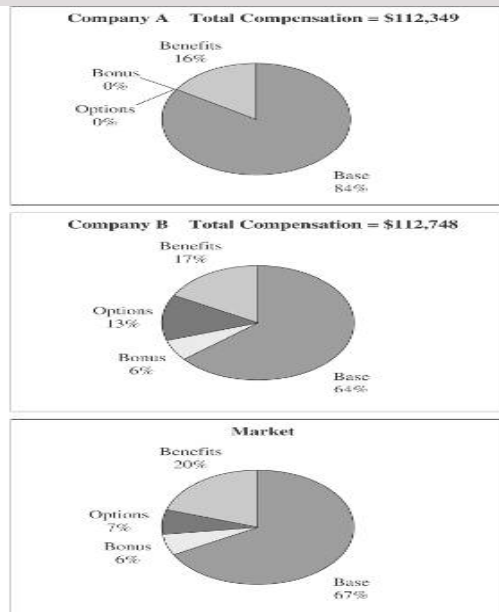 Company A Total Compensation = $112,349
Benefits
16%
Bonus
0%
Options
0%
Base
84%
Company B Total Compensation = $112,748
Benefits
17%
Options
13%
Bonus
6%
Base
64%
Market
Benefits
20%
Options
7%
Bonus
6%
Base
67%